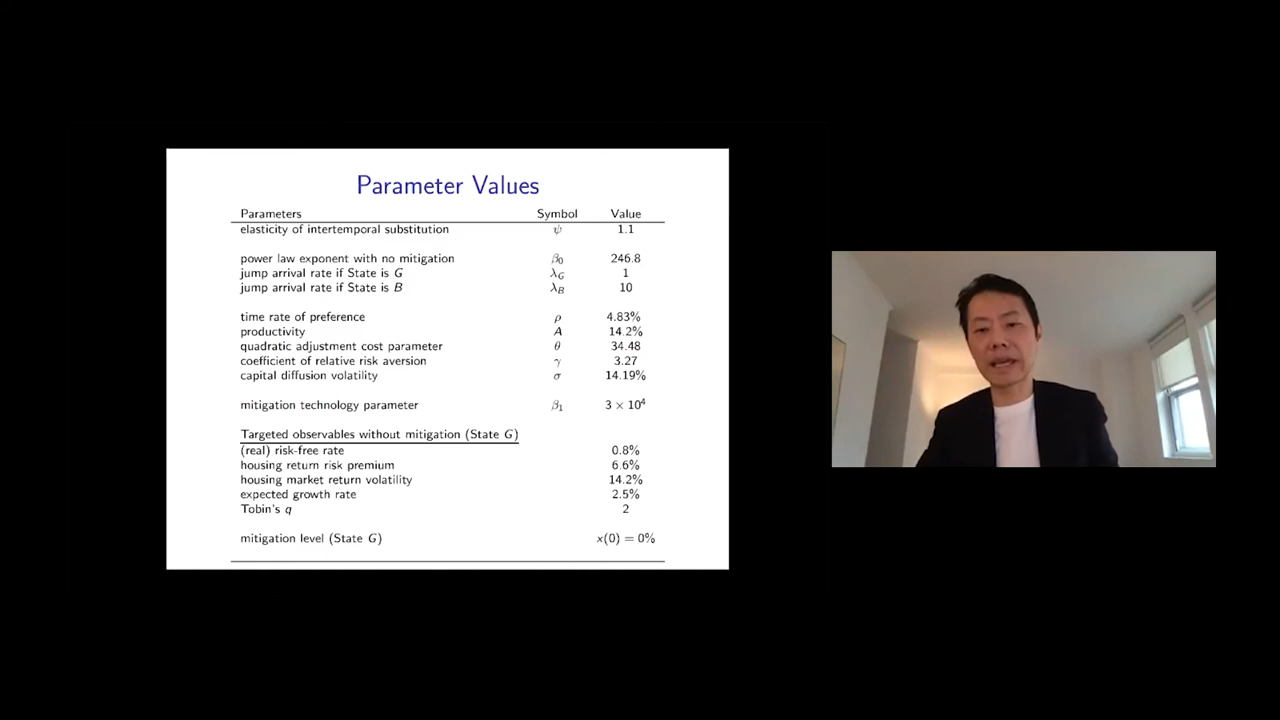 Parameter Values
Parameters Symbol Value
elasticity of intertemporal substitution ψ 1.1
power law exponent with no mitigation β₀ 246.8
jump arrival rate if State is G λ_G 1
jump arrival rate if State is B λ_B 10
time rate of preference ρ 4.83%
productivity A 14.2%
quadratic adjustment cost parameter θ 34.48
coefficient of relative risk aversion γ 3.27
capital diffusion volatility σ 14.19%
mitigation technology parameter β₁ 3 × 10⁴
Targeted observables without mitigation (State G)
(real) risk-free rate 0.8%
housing return risk premium 6.6%
housing market return volatility 14.2%
expected growth rate 2.5%
Tobin's q 2
mitigation level (State G) x(0) = 0%